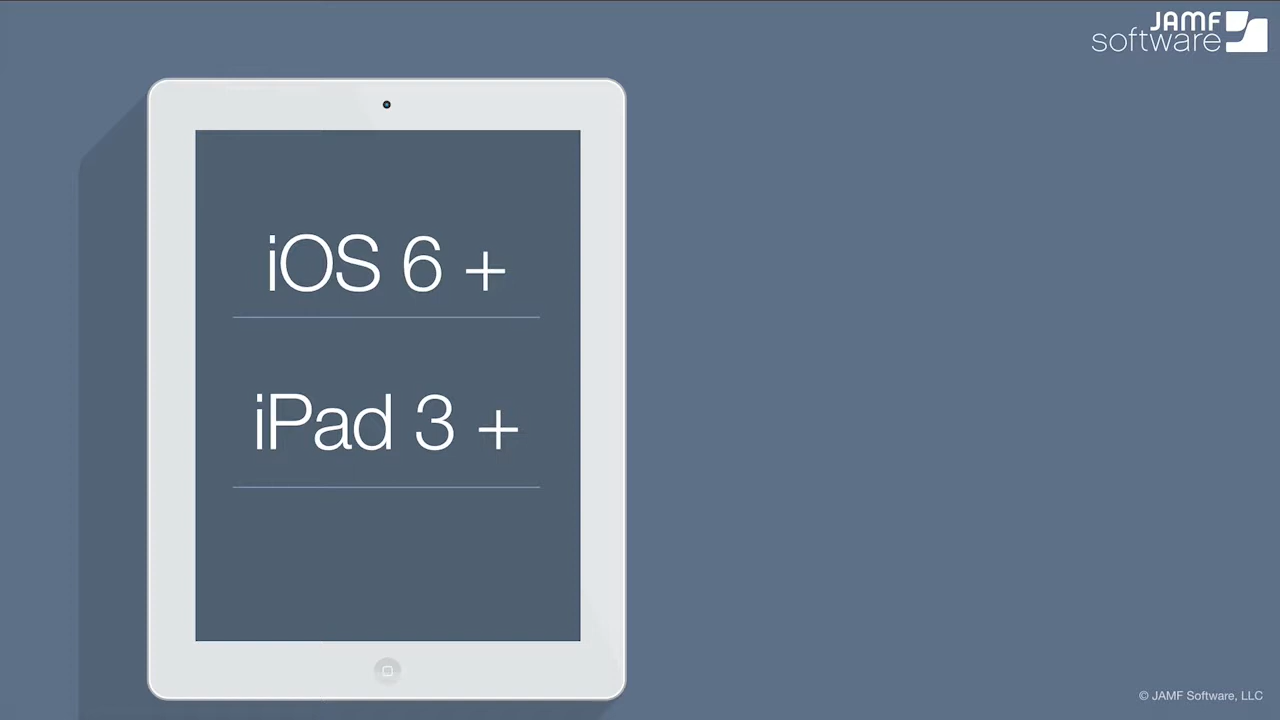 JAMF
software
iOS 6 +
iPad 3 +
© JAMF Software, LLC